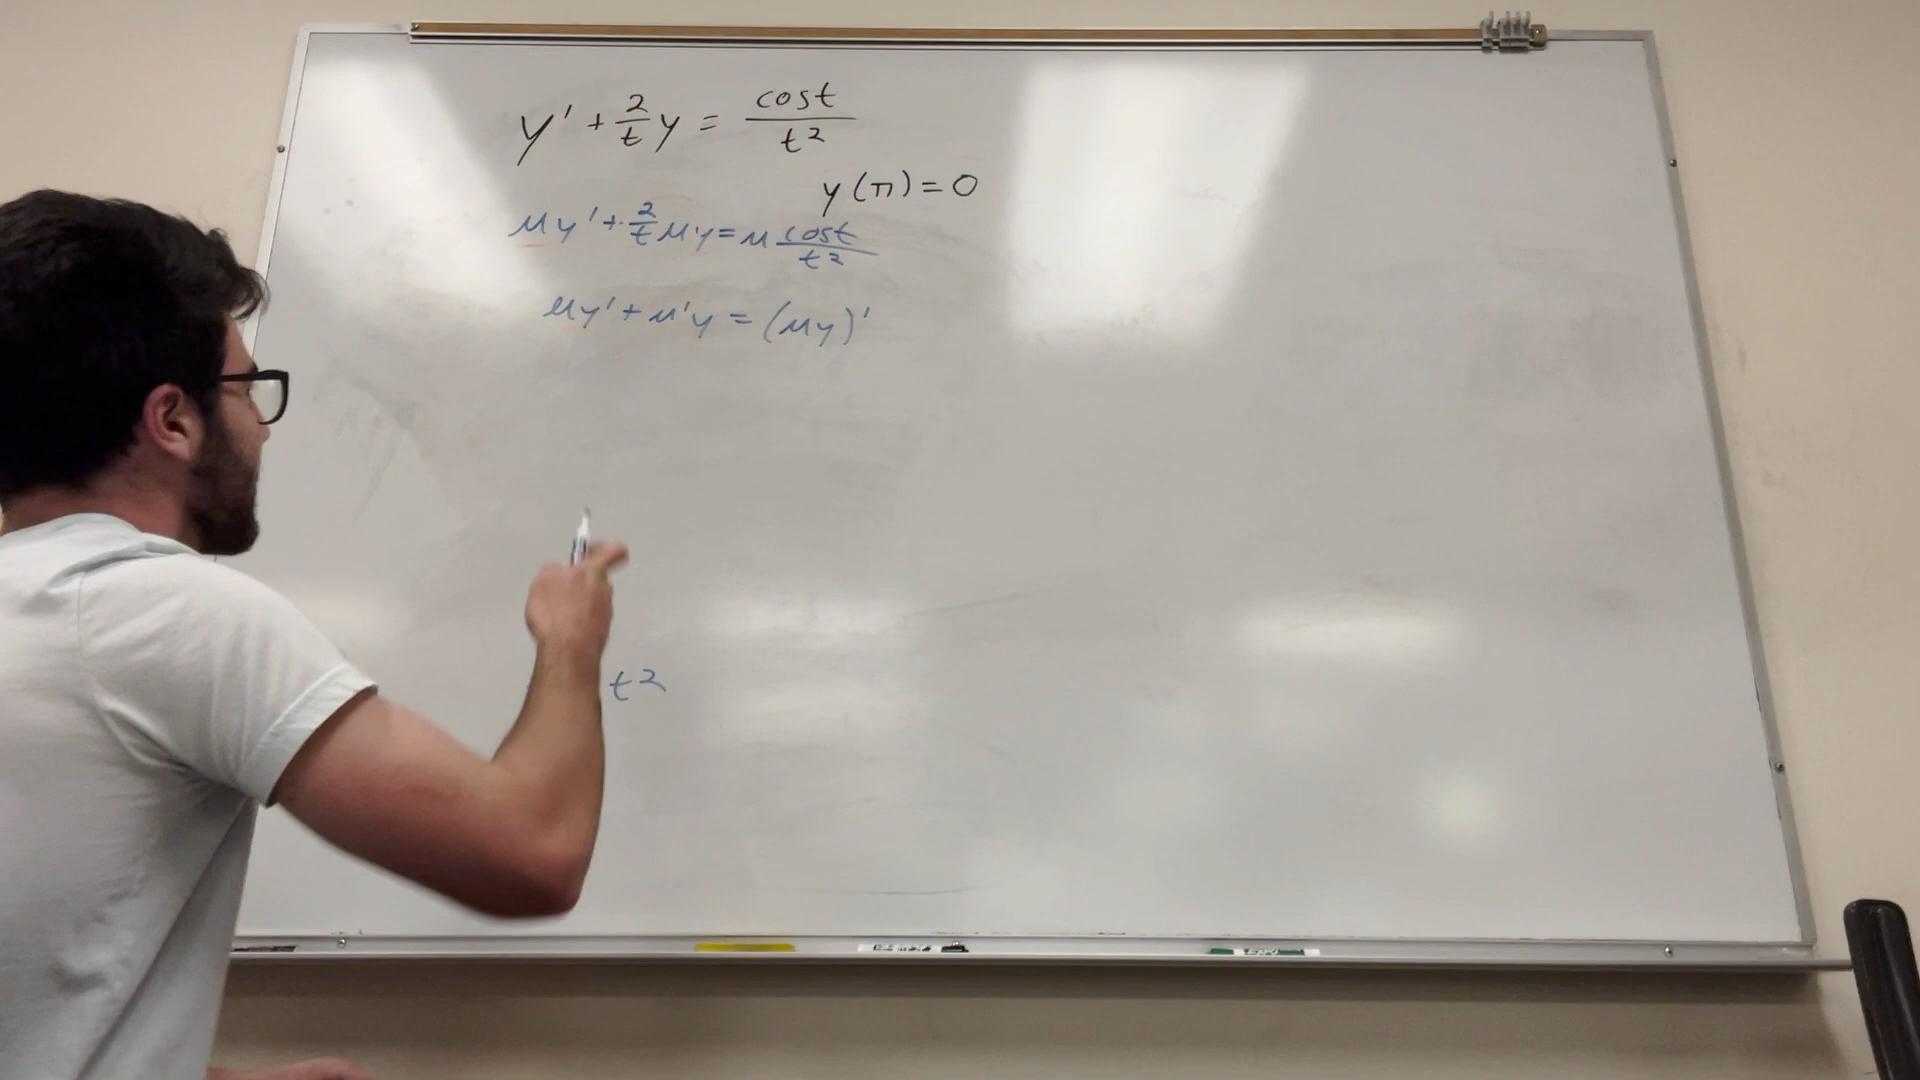 y' + 2/t y = cost/t²
y(π) = 0
μy' + 2/t μy = μ cost/t²
μy' + μ'y = (μy)'
t²